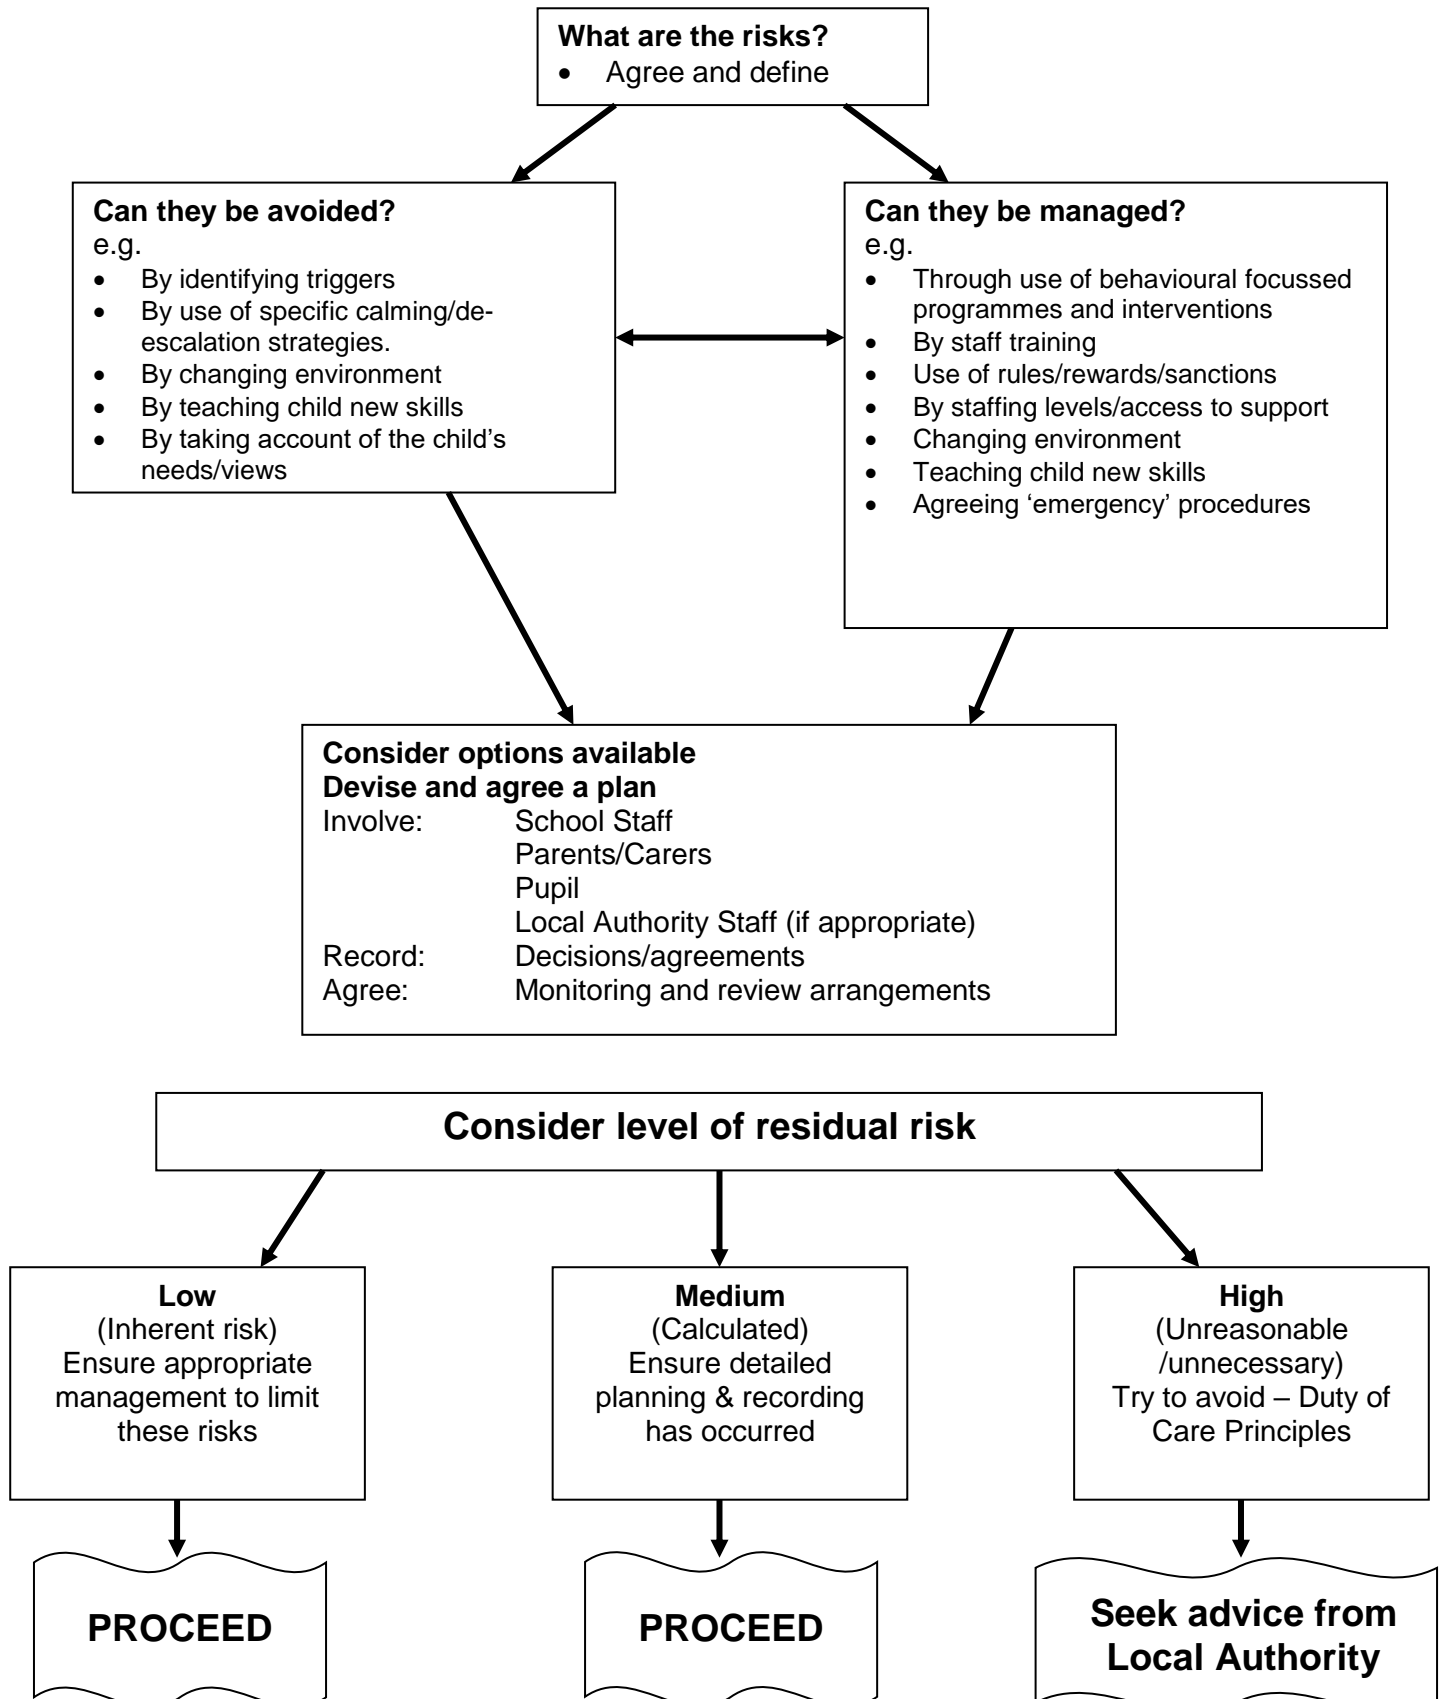 What are the risks?
• Agree and define
Can they be avoided?
e.g.
• By identifying triggers
• By use of specific calming/de-
escalation strategies.
• By changing environment
• By teaching child new skills
• By taking account of the child's
needs/views
Can they be managed?
e.g.
• Through use of behavioural focussed
programmes and interventions
• By staff training
• Use of rules/rewards/sanctions
• By staffing levels/access to support
• Changing environment
• Teaching child new skills
• Agreeing ‘emergency’ procedures
Consider options available
Devise and agree a plan
Involve: School Staff
Parents/Carers
Pupil
Local Authority Staff (if appropriate)
Record: Decisions/agreements
Agree: Monitoring and review arrangements
Consider level of residual risk
Low
(Inherent risk)
Ensure appropriate
management to limit
these risks
Medium
(Calculated)
Ensure detailed
planning & recording
has occurred
High
(Unreasonable
/unnecessary)
Try to avoid – Duty of
Care Principles
PROCEED
PROCEED
Seek advice from
Local Authority